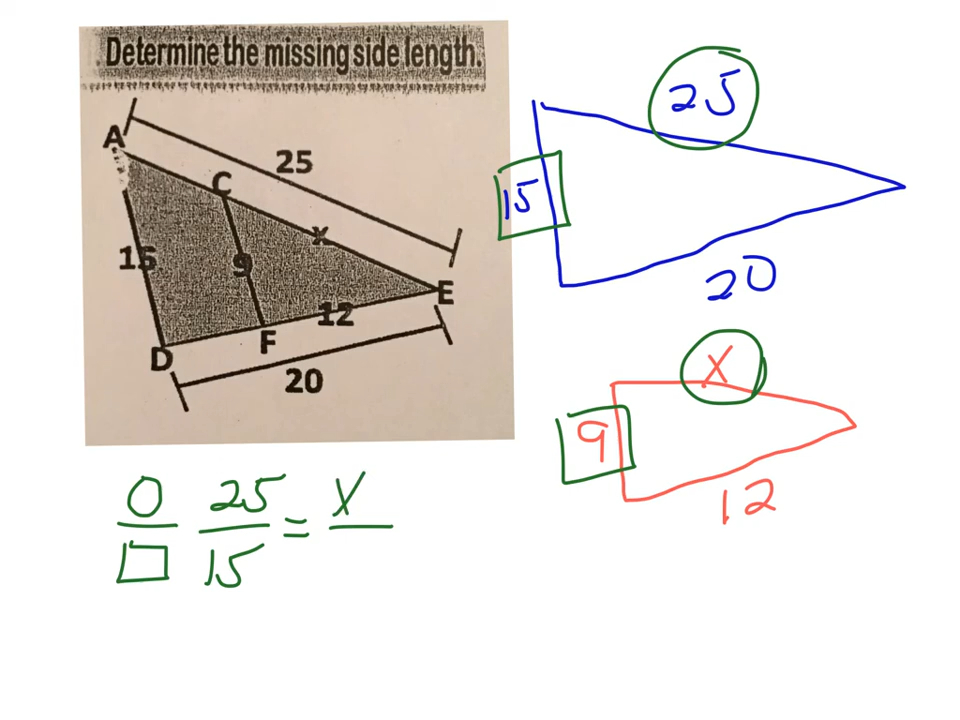 Determine the missing side length.
A
25
C
x
15
9
E
12
D
F
20
25
15
20
x
9
12
O 25 = x
□ 15